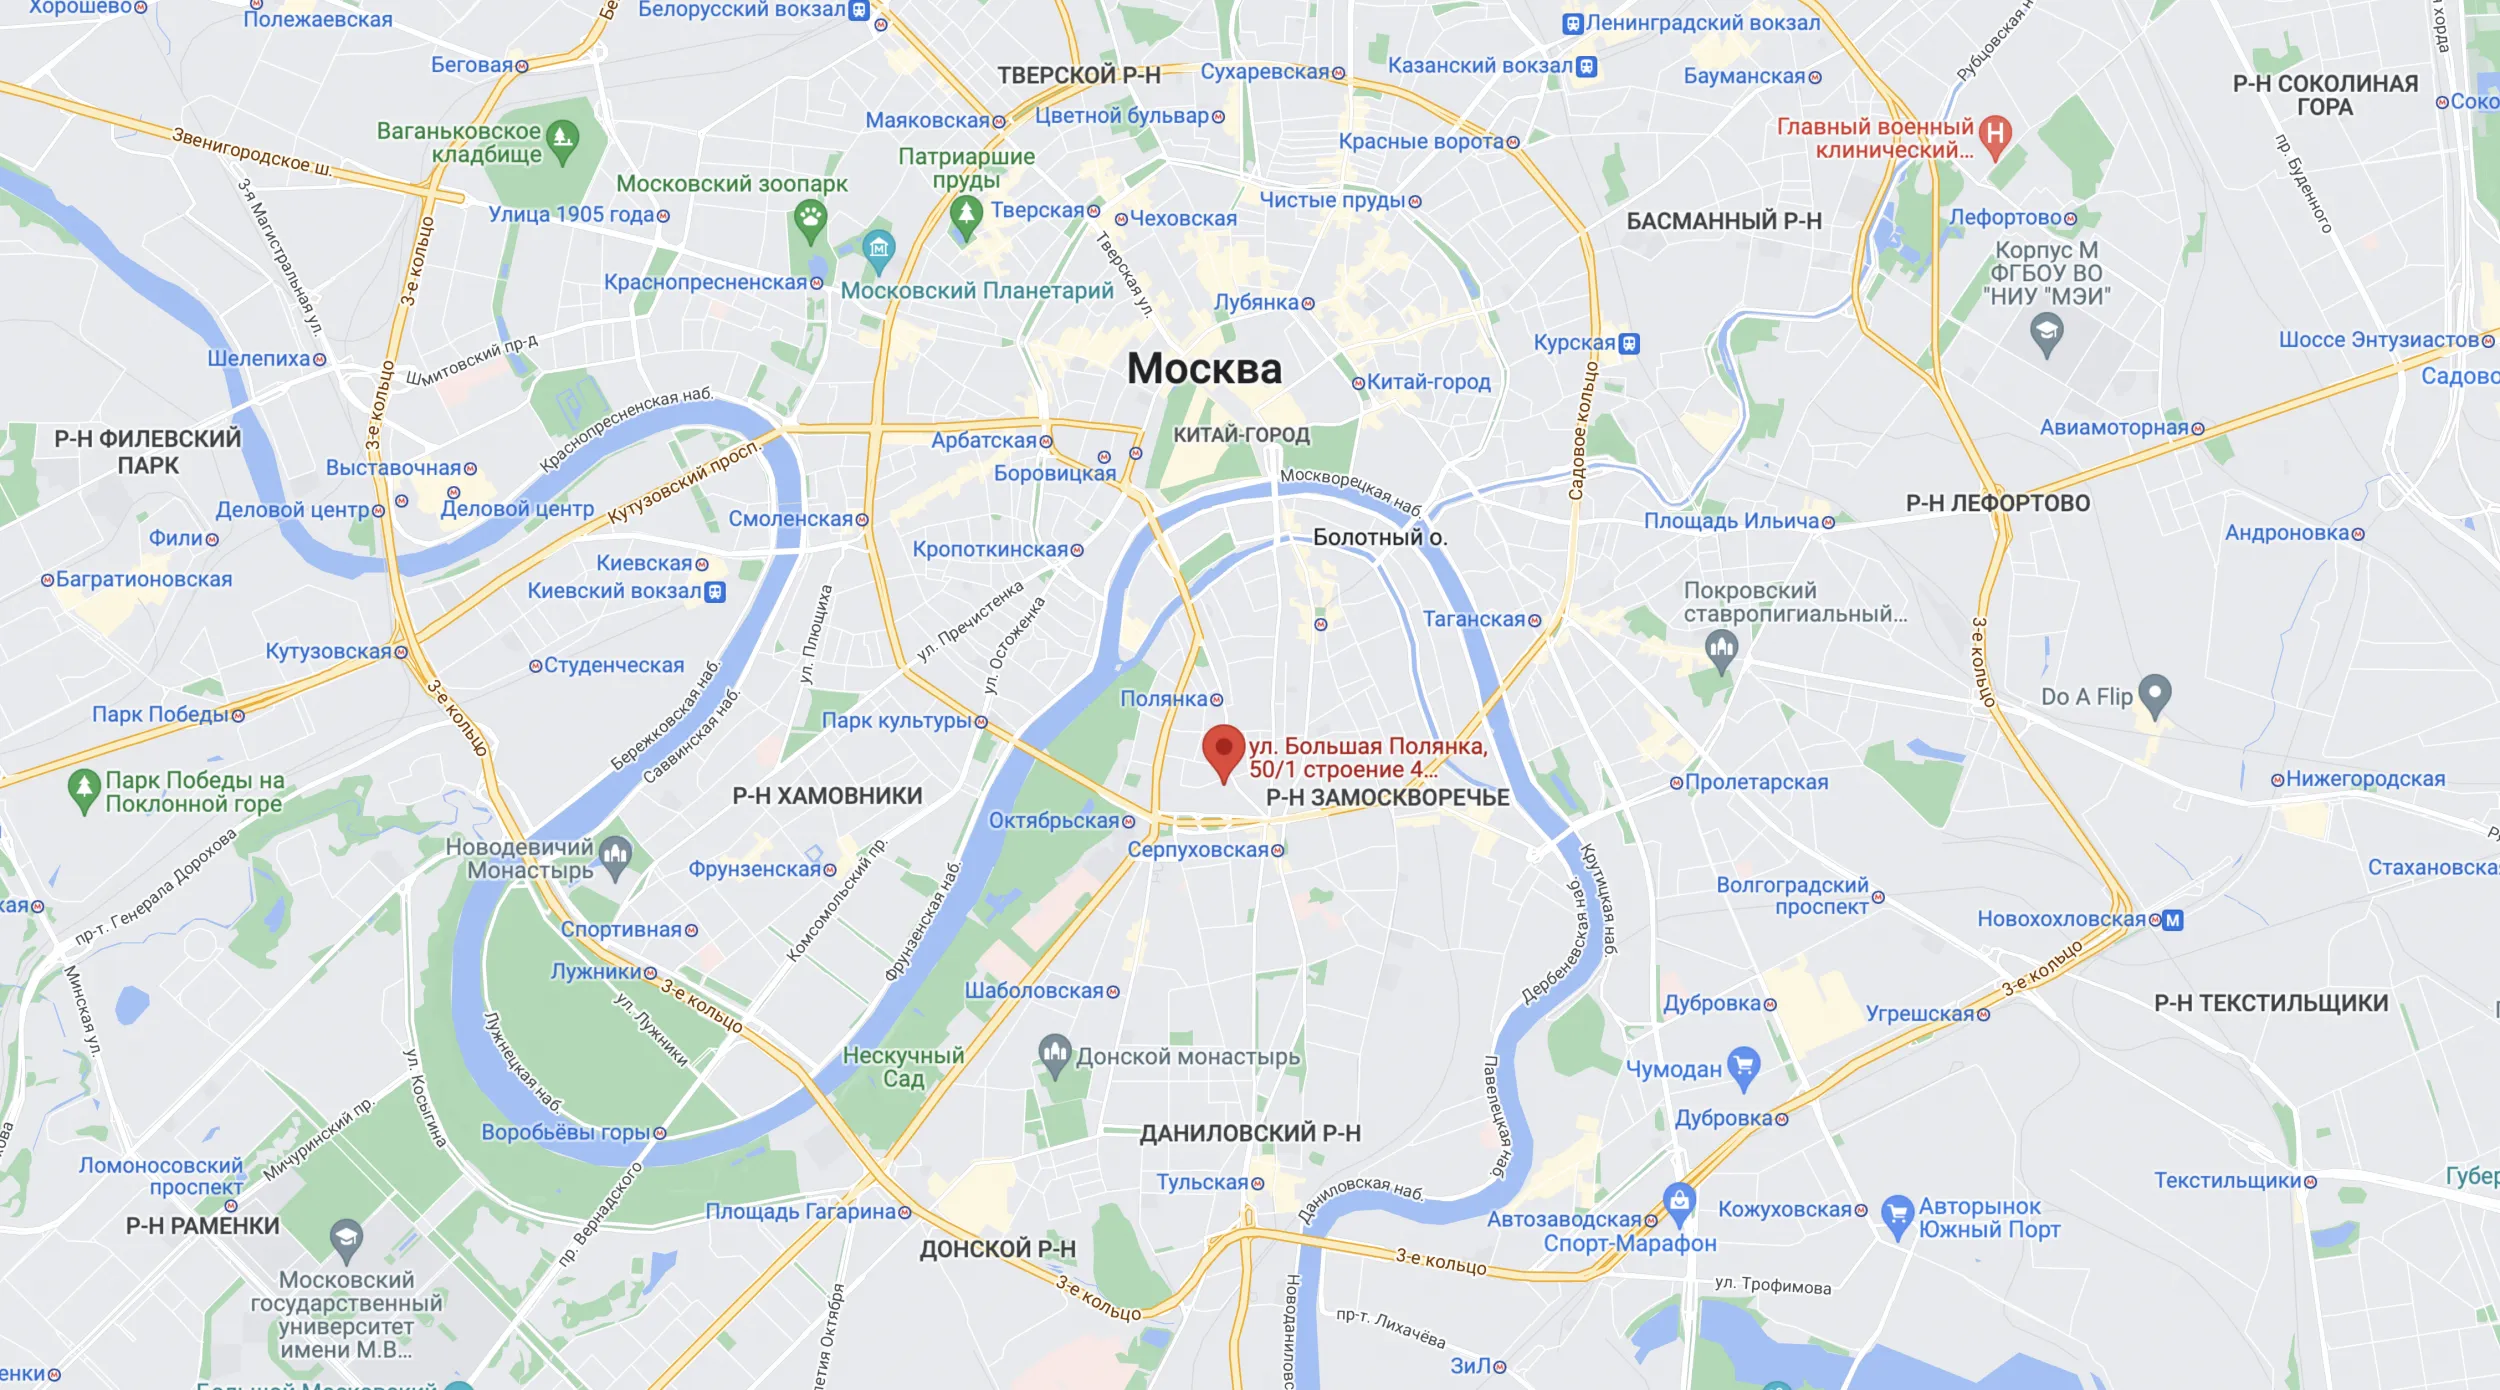 Хорошево
Полежаевская
Белорусский вокзал
Ленинградский вокзал
Рубцовская н
хорда
Беговая
ТВЕРСКОЙ Р-Н
Сухаревская
Казанский вокзал
Бауманская
Р-Н СОКОЛИНАЯ
ГОРА
Соко
Звенигородское ш.
Ваганьковское
кладбище
Маяковская
Цветной бульвар
Красные ворота
Главный военный
клинический...
пр. Буденного
Патриаршие
пруды
Московский зоопарк
3-я Магистральная ул.
Улица 1905 года
Тверская
Чеховская
Чистые пруды
БАСМАННЫЙ Р-Н
Лефортово
3-е кольцо
Тверская ул.
Корпус М
ФГБОУ ВО
"НИУ "МЭИ"
Краснопресненская
Московский Планетарий
Лубянка
Шелепиха
Шмитовский пр-д
Москва
Курская
Шоссе Энтузиастов
Садово
3-е кольцо
Краснопресненская наб.
Китай-город
Садовое кольцо
Р-Н ФИЛЕВСКИЙ
ПАРК
Арбатская
КИТАЙ-ГОРОД
Авиамоторная
Выставочная
Кутузовский просп.
Боровицкая
Москворецкая наб.
Деловой центр
Деловой центр
Смоленская
Р-Н ЛЕФОРТОВО
Площадь Ильича
Фили
Болотный о.
Андроновка
Киевская
Кропоткинская
Багратионовская
Киевский вокзал
Покровский
ставропигиальный...
ул. Плющиха
ул. Пречистенка
ул. Остоженка
Таганская
Кутузовская
Студенческая
3-е кольцо
3-е кольцо
Бережковская наб.
Саввинская наб.
Полянка
Do A Flip
Парк Победы
Парк культуры
ул. Большая Полянка,
50/1 строение 4...
Парк Победы на
Поклонной горе
Р-Н ХАМОВНИКИ
Р-Н ЗАМОСКВОРЕЧЬЕ
Пролетарская
Нижегородская
Октябрьская
Серпуховская
пр-т. Генерала Дорохова
Новодевичий
Монастырь
Фрунзенская
Комсомольский пр.
Фрунзенская наб.
Крутицкая наб.
Дербеневская наб.
Стахановска
Волгоградский
проспект
кая
Спортивная
Новохохловская
Лужники
3-е кольцо
Шаболовская
3-е кольцо
Минская ул.
ул. Лужники
Дубровка
Угрешская
Р-Н ТЕКСТИЛЬЩИКИ
Лужнецкая наб.
ул. Косыгина
Нескучный
Сад
Донской монастырь
Павелецкая наб.
Чумодан
Мичуринский пр.
Воробьёвы горы
ДАНИЛОВСКИЙ Р-Н
Дубровка
Ломоносовский
проспект
Тульская
Даниловская наб.
Текстильщики
Губер
Р-Н РАМЕНКИ
пр. Вернадского
Площадь Гагарина
Автозаводская
Спорт-Марафон
Кожуховская
Авторынок
Южный Порт
ДОНСКОЙ Р-Н
3-е кольцо
Московский
государственный
университет
имени М.В...
3-е кольцо
Новоданиловс
ул. Трофимова
летия Октября
пр-т. Лихачёва
ЗиЛ
енки
Большой Московский